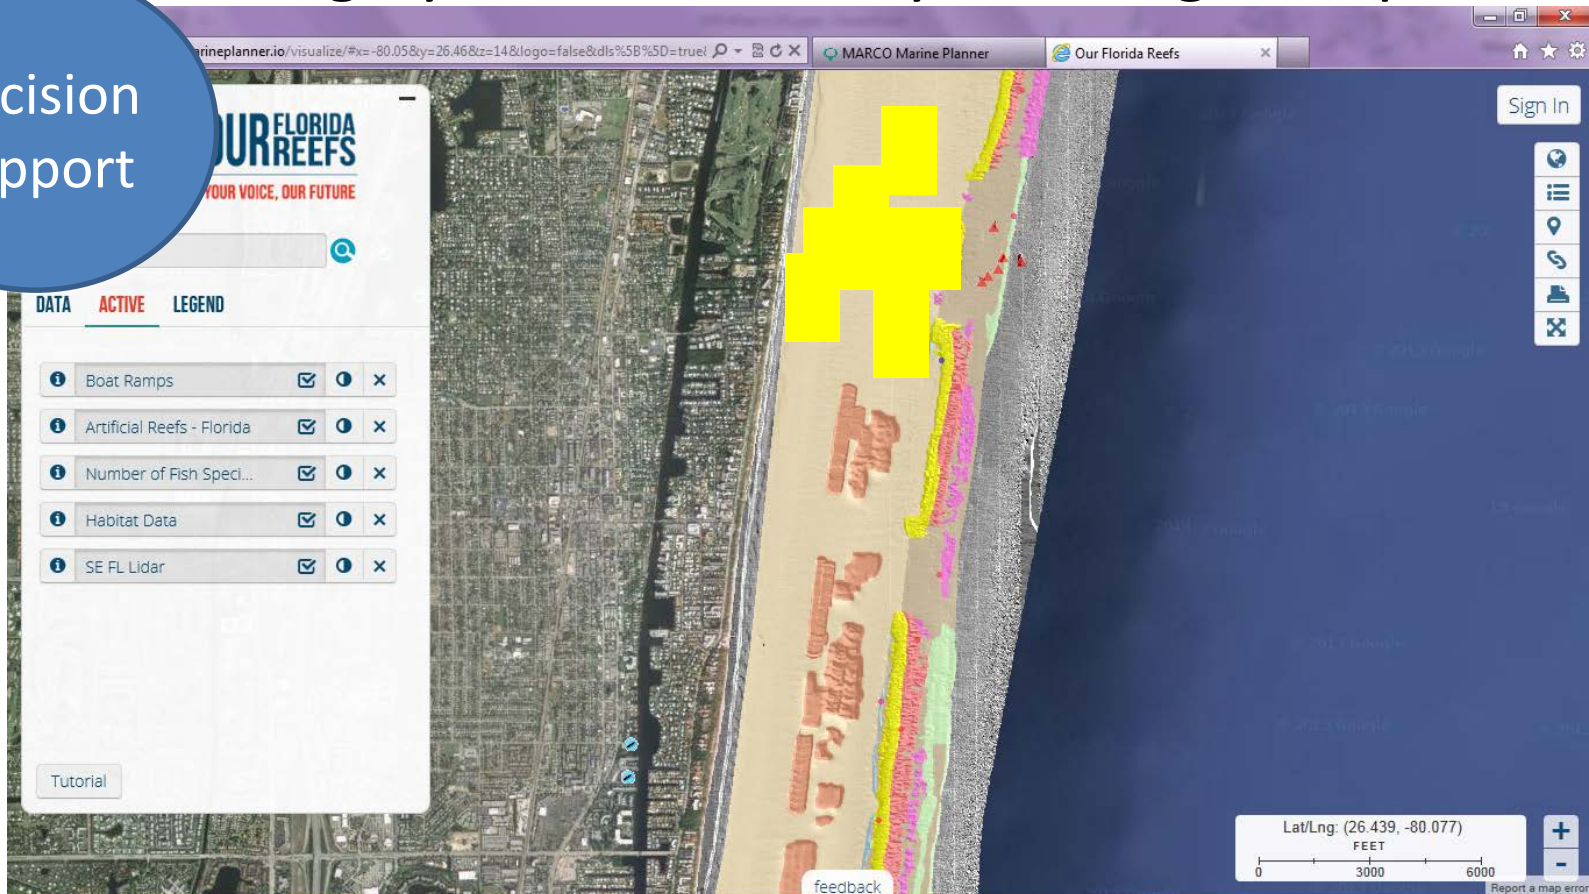 cision
pport
arineplanner.io/visualize/#x=-80.05&y=26.46&z=14&logo=false&dls%5B%5D=true&
MARCO Marine Planner
Our Florida Reefs
Sign In
OUR FLORIDA REEFS
YOUR VOICE, OUR FUTURE
DATA ACTIVE LEGEND
Boat Ramps
Artificial Reefs - Florida
Number of Fish Speci...
Habitat Data
SE FL Lidar
Tutorial
feedback
Lat/Lng: (26.439, -80.077)
FEET
0 3000 6000
+
-
Report a map error